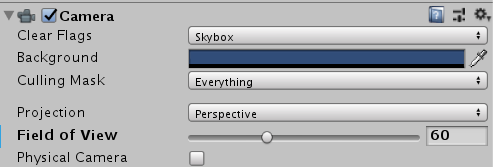 Camera
Clear Flags Skybox
Background
Culling Mask Everything
Projection Perspective
Field of View 60
Physical Camera